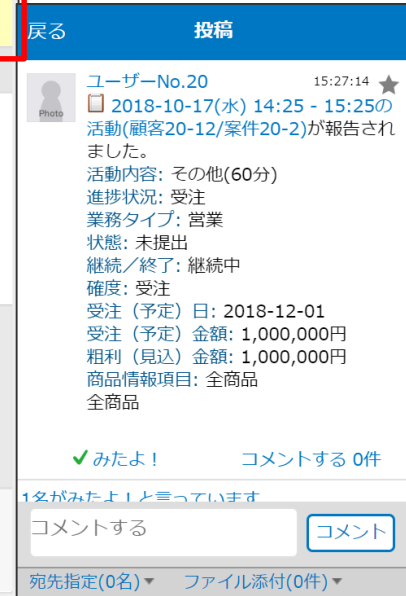 戻る 投稿
ユーザーNo.20 15:27:14
Photo
2018-10-17(水) 14:25 - 15:25の
活動(顧客20-12/案件20-2)が報告され
ました。
活動内容: その他(60分)
進捗状況: 受注
業務タイプ: 営業
状態: 未提出
継続／終了: 継続中
確度: 受注
受注（予定）日: 2018-12-01
受注（予定）金額: 1,000,000円
粗利（見込）金額: 1,000,000円
商品情報項目: 全商品
全商品
みたよ！ コメントする 0件
1名がみたよ！と言っています
コメントする コメント
宛先指定(0名)▼ ファイル添付(0件)▼